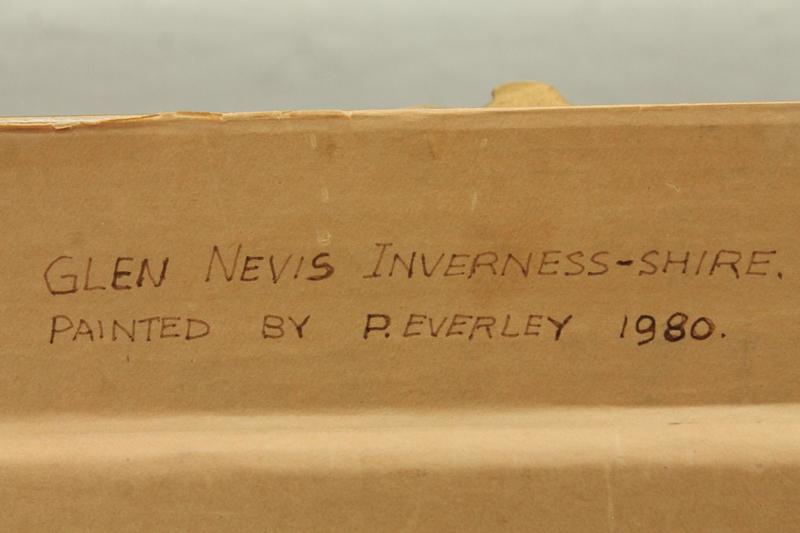 GLEN NEVIS INVERNESS-SHIRE.
PAINTED BY P. EVERLEY 1980.